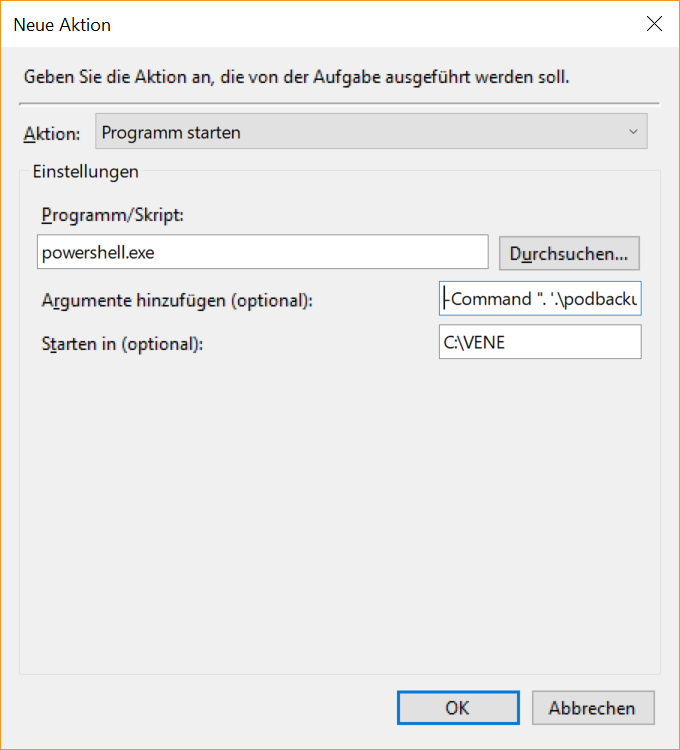 Neue Aktion
Geben Sie die Aktion an, die von der Aufgabe ausgeführt werden soll.
Aktion: Programm starten
Einstellungen
Programm/Skript:
powershell.exe Durchsuchen...
Argumente hinzufügen (optional): -Command ". '.\podbacku
Starten in (optional): C:\VENE
OK Abbrechen